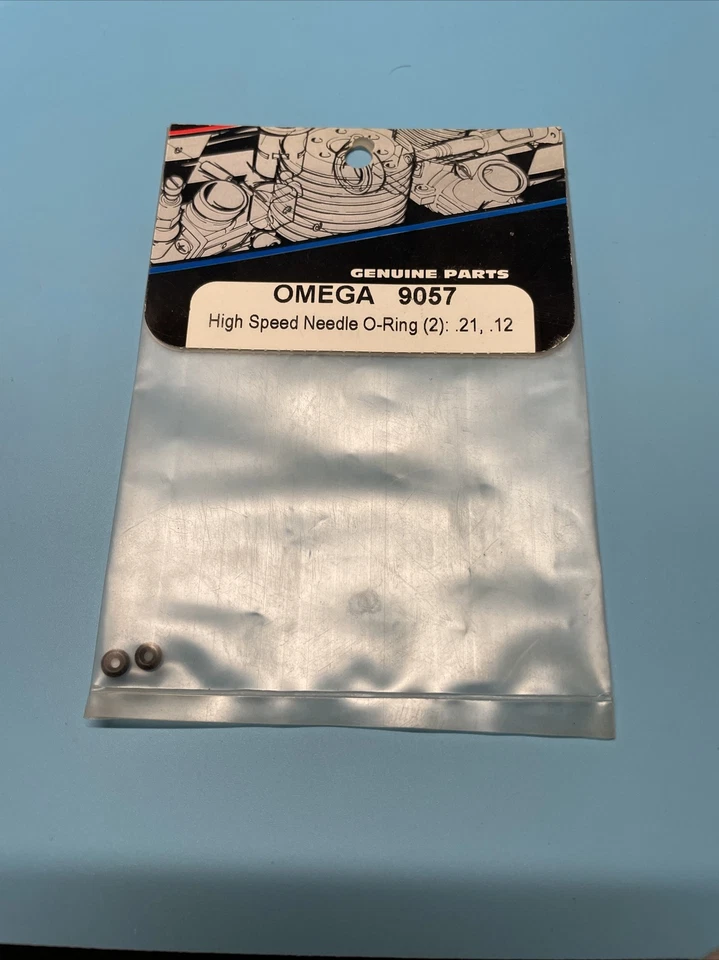 GENUINE PARTS
OMEGA 9057
High Speed Needle O-Ring (2): .21, .12